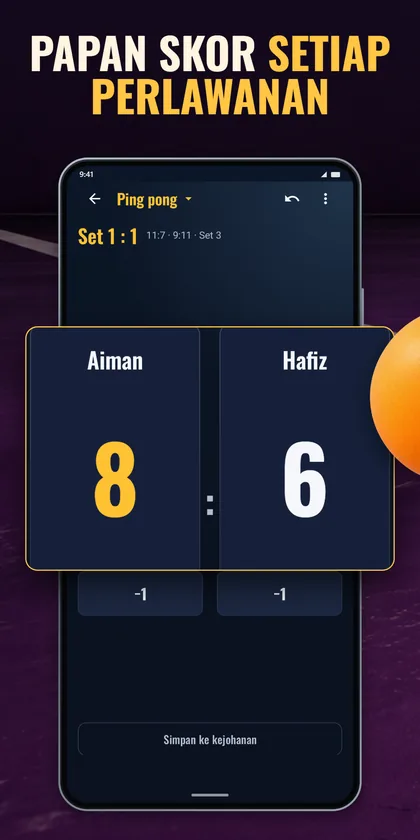 PAPAN SKOR SETIAP
PERLAWANAN
9:41
Ping pong
Set 1 : 1 11:7 · 9:11 · Set 3
Aiman Hafiz
8 : 6
-1 -1
Simpan ke kejohanan